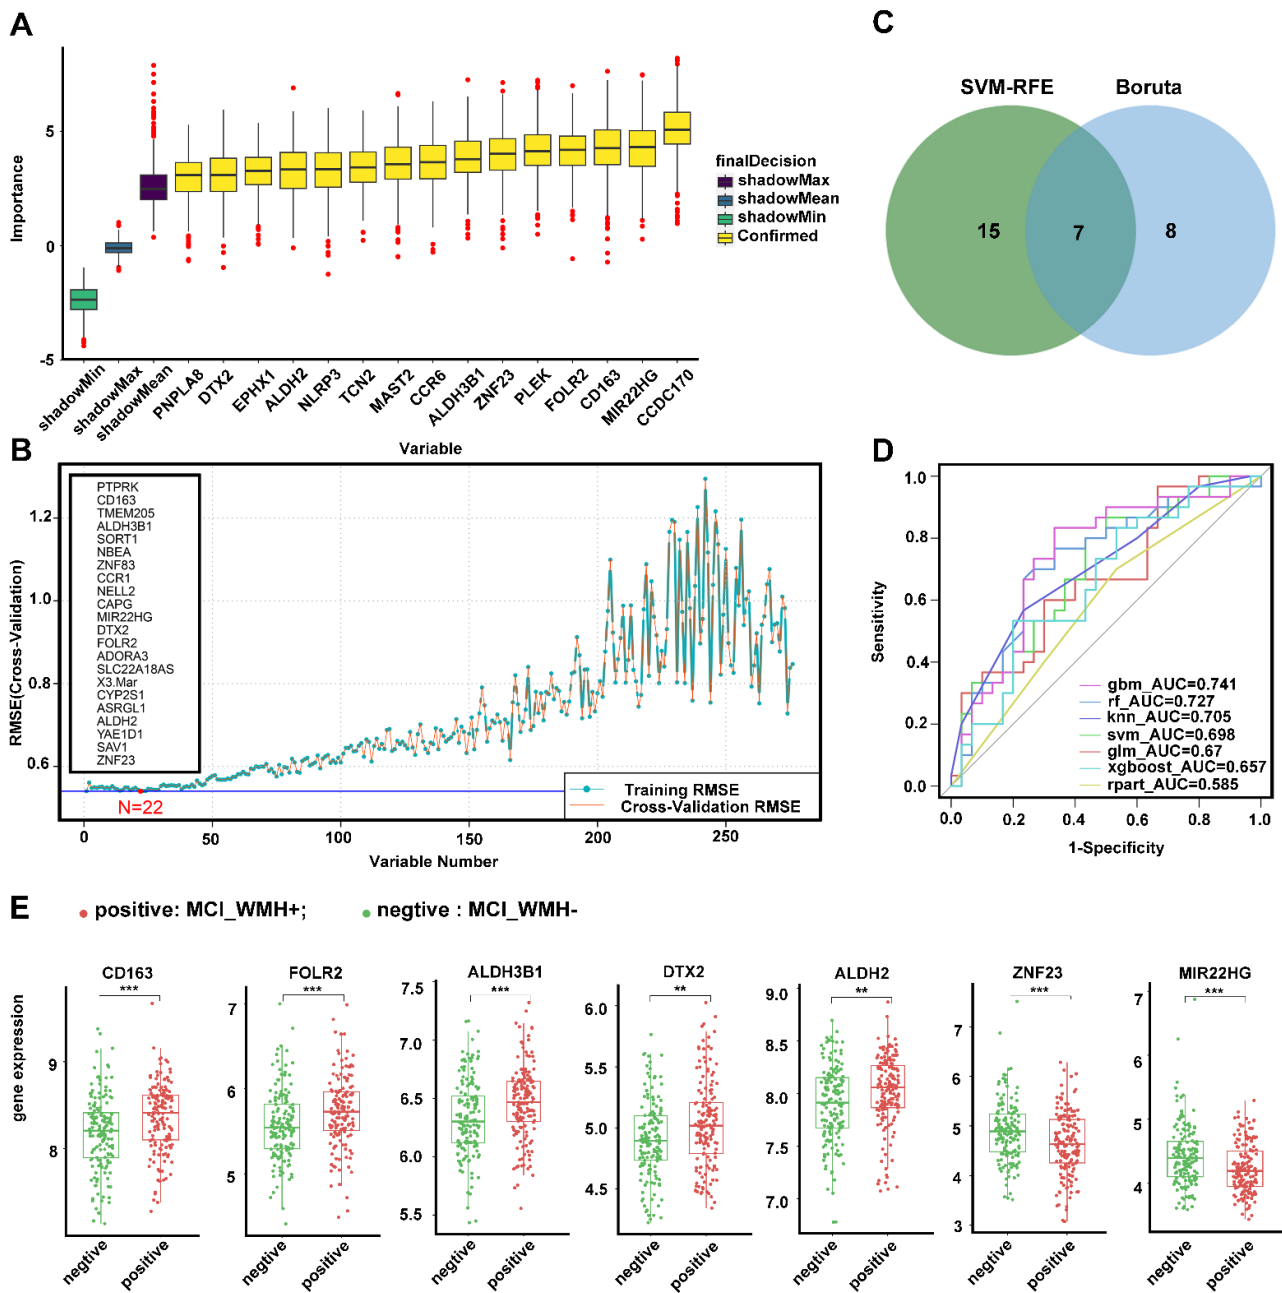 A
Importance
5
0
-5
shadowMin
shadowMax
shadowMean
PNPLA8
DTX2
EPHX1
ALDH2
NLRP3
TCN2
MAST2
CCR6
ALDH3B1
ZNF23
PLEK
FOLR2
CD163
MIR22HG
CCDC170
Variable
finalDecision
shadowMax
shadowMean
shadowMin
Confirmed
C
SVM-RFE
Boruta
15
7
8
B
RMSE(Cross-Validation)
1.2
1.0
0.8
0.6
PTPRK
CD163
TMEM205
ALDH3B1
SORT1
NBEA
ZNF83
CCR1
NELL2
CAPG
MIR22HG
DTX2
FOLR2
ADORA3
SLC22A18AS
X3.Mar
CYP2S1
ASRGL1
ALDH2
YAE1D1
SAV1
ZNF23
N=22
Training RMSE
Cross-Validation RMSE
0
50
100
150
200
250
Variable Number
D
Sensitivity
1.0
0.8
0.6
0.4
0.2
0.0
gbm_AUC=0.741
rf_AUC=0.727
knn_AUC=0.705
svm_AUC=0.698
glm_AUC=0.67
xgboost_AUC=0.657
rpart_AUC=0.585
0.0
0.2
0.4
0.6
0.8
1.0
1-Specificity
E
positive: MCI_WMH+;
negtive : MCI_WMH-
gene expression
CD163
***
9
8
negtive
positive
FOLR2
***
7
6
5
negtive
positive
ALDH3B1
***
7.5
7.0
6.5
6.0
5.5
negtive
positive
DTX2
**
6.0
5.5
5.0
4.5
negtive
positive
ALDH2
**
9.0
8.5
8.0
7.5
7.0
negtive
positive
ZNF23
***
7
6
5
4
3
negtive
positive
MIR22HG
***
7
6
5
4
negtive
positive